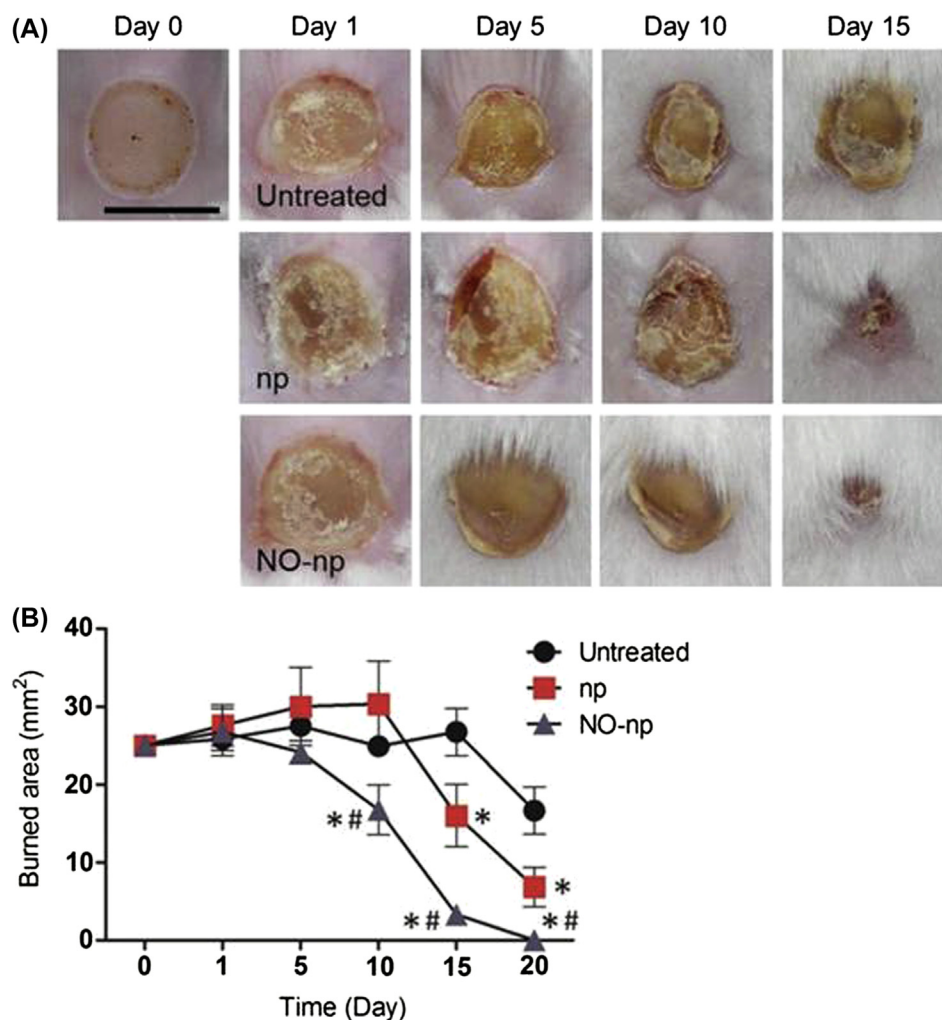 (A) Day 0 Day 1 Day 5 Day 10 Day 15
Untreated
np
NO-np
(B)
40
30
20
10
0
Burned area (mm²)
Untreated
np
NO-np
*#
*
*#
*
*#
0 1 5 10 15 20
Time (Day)